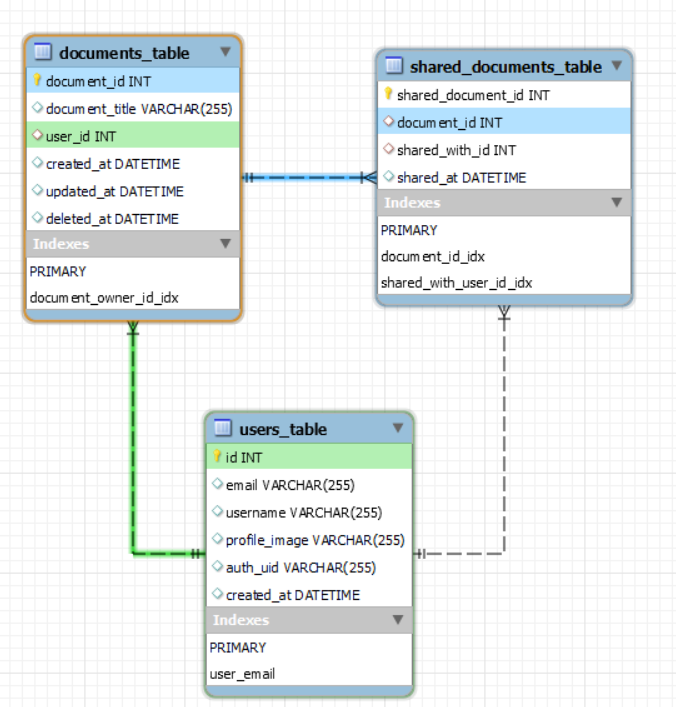 documents_table
document_id INT
document_title VARCHAR(255)
user_id INT
created_at DATETIME
updated_at DATETIME
deleted_at DATETIME
Indexes
PRIMARY
document_owner_id_idx
shared_documents_table
shared_document_id INT
document_id INT
shared_with_id INT
shared_at DATETIME
Indexes
PRIMARY
document_id_idx
shared_with_user_id_idx
users_table
id INT
email VARCHAR(255)
username VARCHAR(255)
profile_image VARCHAR(255)
auth_uid VARCHAR(255)
created_at DATETIME
Indexes
PRIMARY
user_email